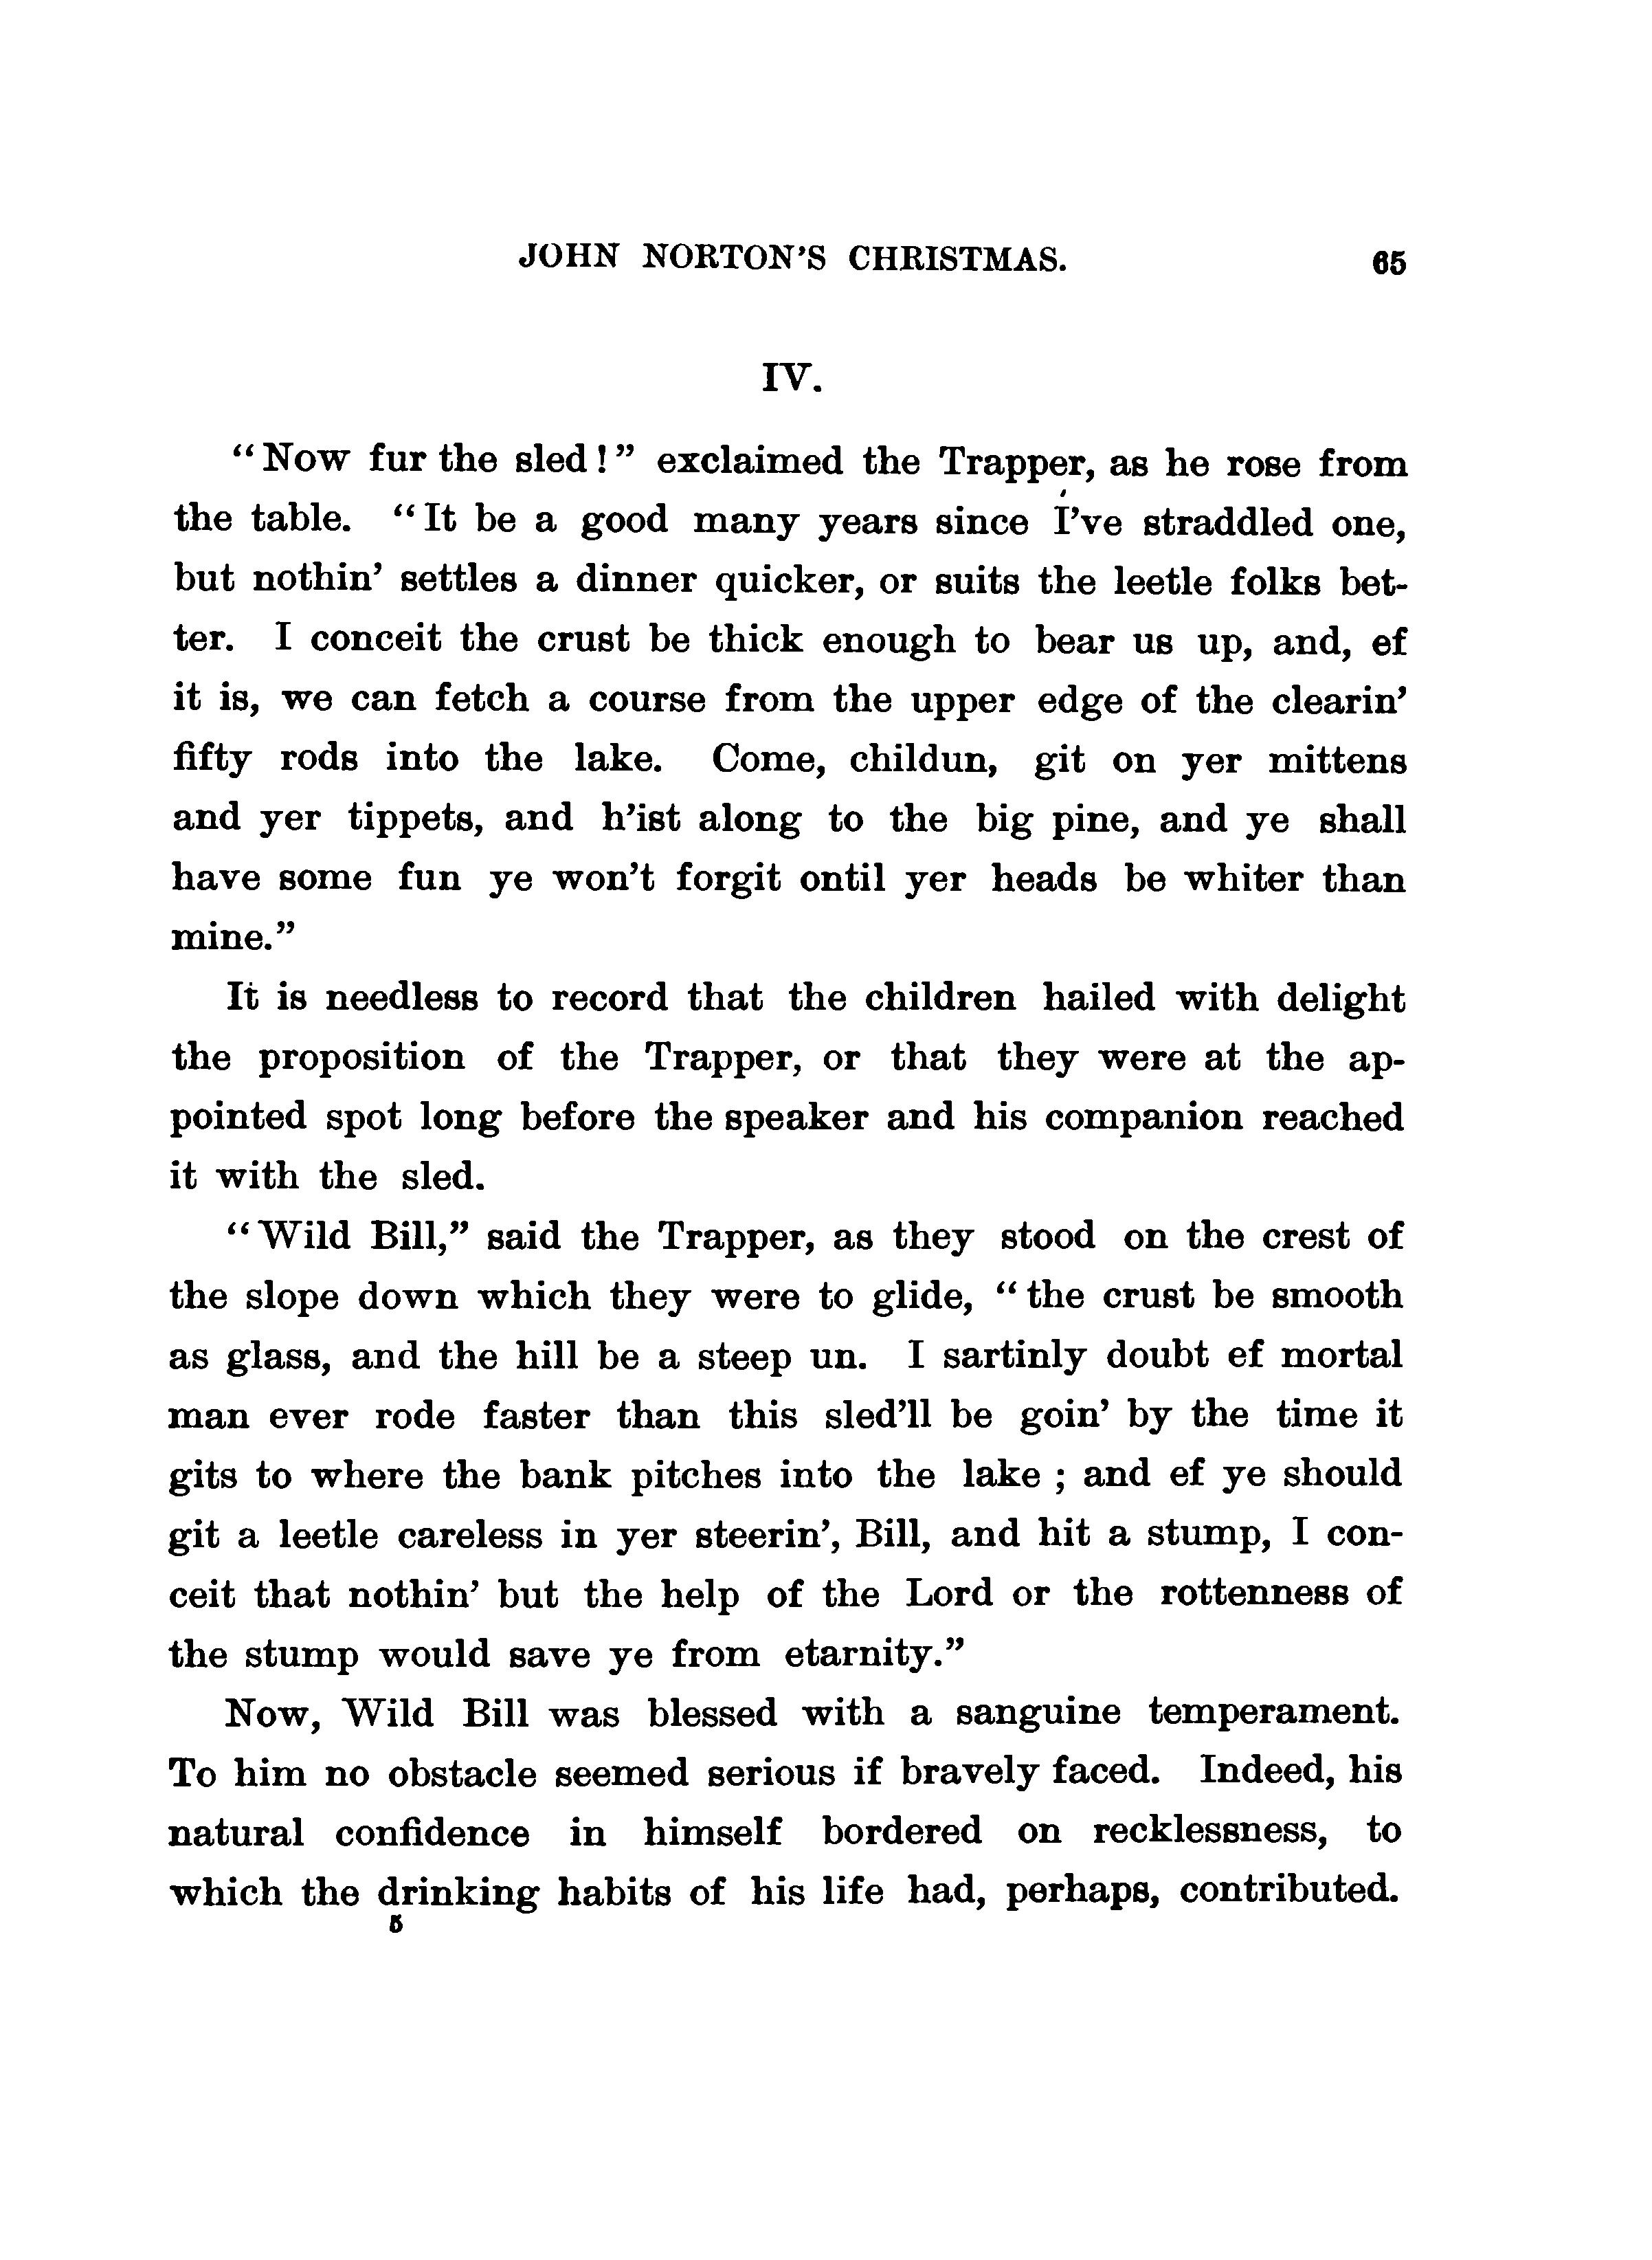 JOHN NORTON'S CHRISTMAS. 65
IV.
“Now fur the sled!” exclaimed the Trapper, as he rose from
the table. “It be a good many years since I've straddled one,
but nothin' settles a dinner quicker, or suits the leetle folks bet-
ter. I conceit the crust be thick enough to bear us up, and, ef
it is, we can fetch a course from the upper edge of the clearin'
fifty rods into the lake. Come, childun, git on yer mittens
and yer tippets, and h'ist along to the big pine, and ye shall
have some fun ye won't forgit ontil yer heads be whiter than
mine.”
It is needless to record that the children hailed with delight
the proposition of the Trapper, or that they were at the ap-
pointed spot long before the speaker and his companion reached
it with the sled.
“Wild Bill,” said the Trapper, as they stood on the crest of
the slope down which they were to glide, “the crust be smooth
as glass, and the hill be a steep un. I sartinly doubt ef mortal
man ever rode faster than this sled'll be goin' by the time it
gits to where the bank pitches into the lake; and ef ye should
git a leetle careless in yer steerin', Bill, and hit a stump, I con-
ceit that nothin' but the help of the Lord or the rottenness of
the stump would save ye from etarnity.”
Now, Wild Bill was blessed with a sanguine temperament.
To him no obstacle seemed serious if bravely faced. Indeed, his
natural confidence in himself bordered on recklessness, to
which the drinking habits of his life had, perhaps, contributed.
5